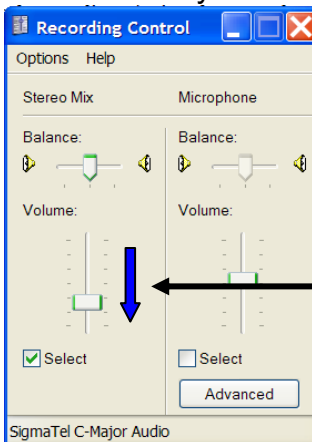 Recording Control
Options Help
Stereo Mix Microphone
Balance: Balance:
Volume: Volume:
Select Select
Advanced
SigmaTel C-Major Audio